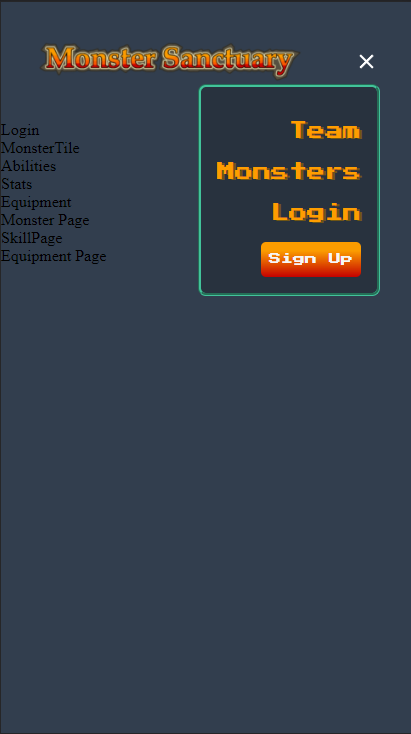 Monster Sanctuary
Team
Monsters
Login
Sign Up
Login
MonsterTile
Abilities
Stats
Equipment
Monster Page
SkillPage
Equipment Page